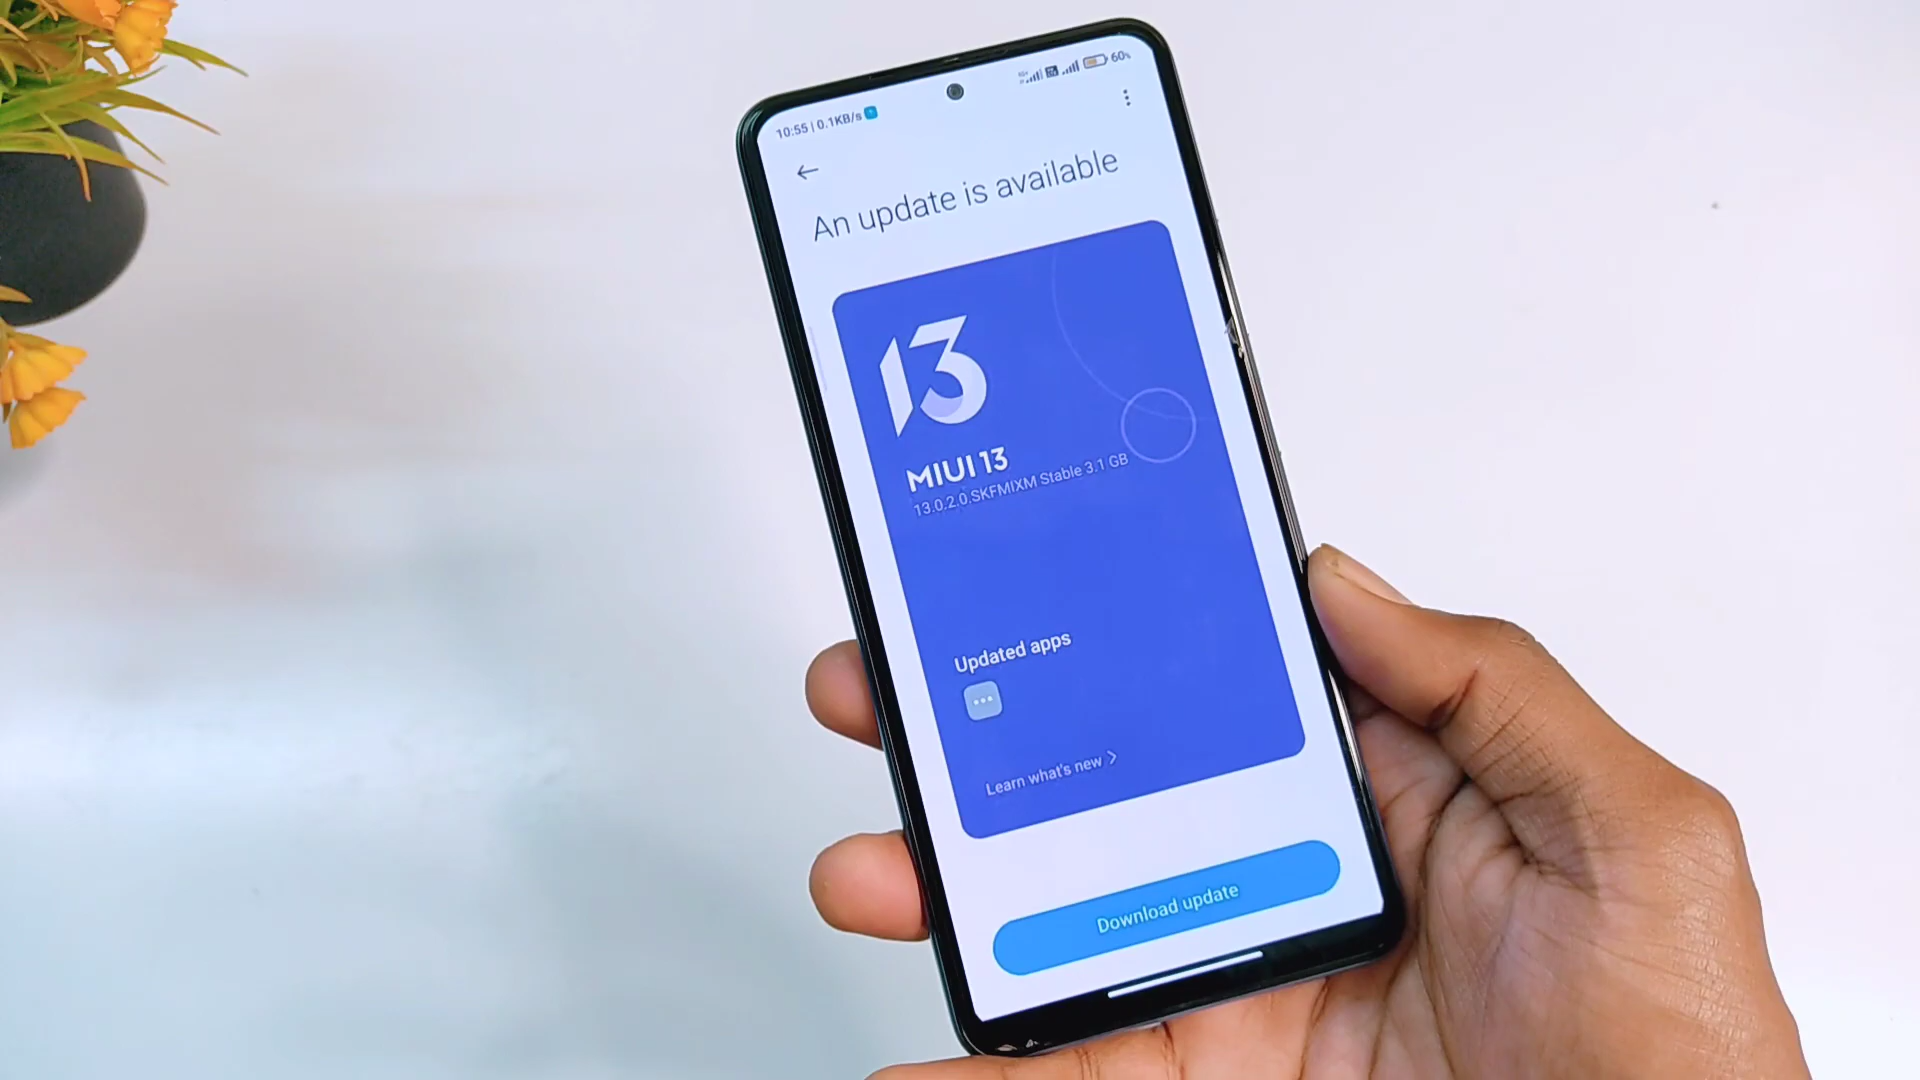 10:55 | 0.1KB/s
60%
An update is available
13
MIUI 13
13.0.2.0.SKFMIXM Stable 3.1 GB
Updated apps
Learn what's new >
Download update